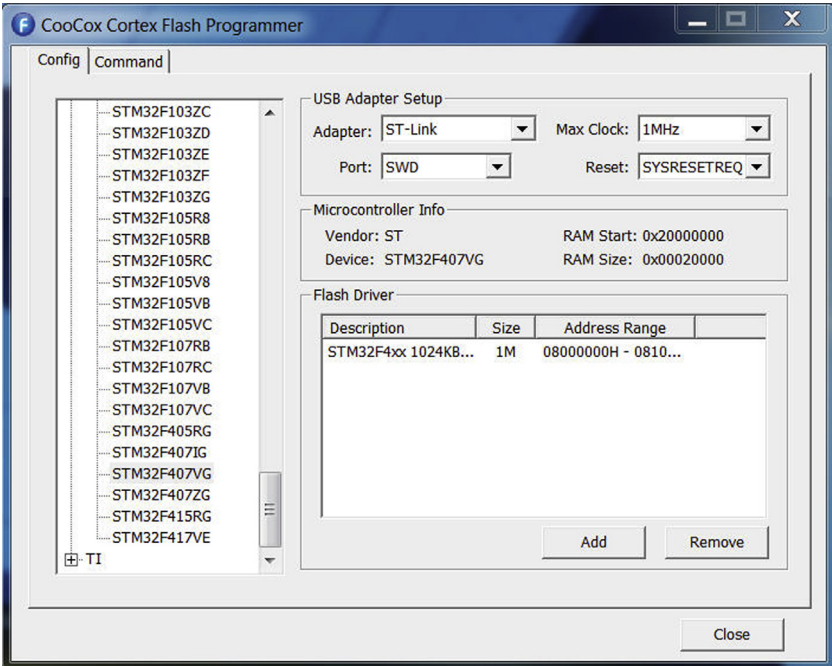 CooCox Cortex Flash Programmer
Config Command
STM32F103ZC
STM32F103ZD
STM32F103ZE
STM32F103ZF
STM32F103ZG
STM32F105R8
STM32F105RB
STM32F105RC
STM32F105V8
STM32F105VB
STM32F105VC
STM32F107RB
STM32F107RC
STM32F107VB
STM32F107VC
STM32F405RG
STM32F407IG
STM32F407VG
STM32F407ZG
STM32F415RG
STM32F417VE
TI
USB Adapter Setup
Adapter: ST-Link Max Clock: 1MHz
Port: SWD Reset: SYSRESETREQ
Microcontroller Info
Vendor: ST RAM Start: 0x20000000
Device: STM32F407VG RAM Size: 0x00020000
Flash Driver
Description Size Address Range
STM32F4xx 1024KB... 1M 08000000H - 0810...
Add Remove
Close